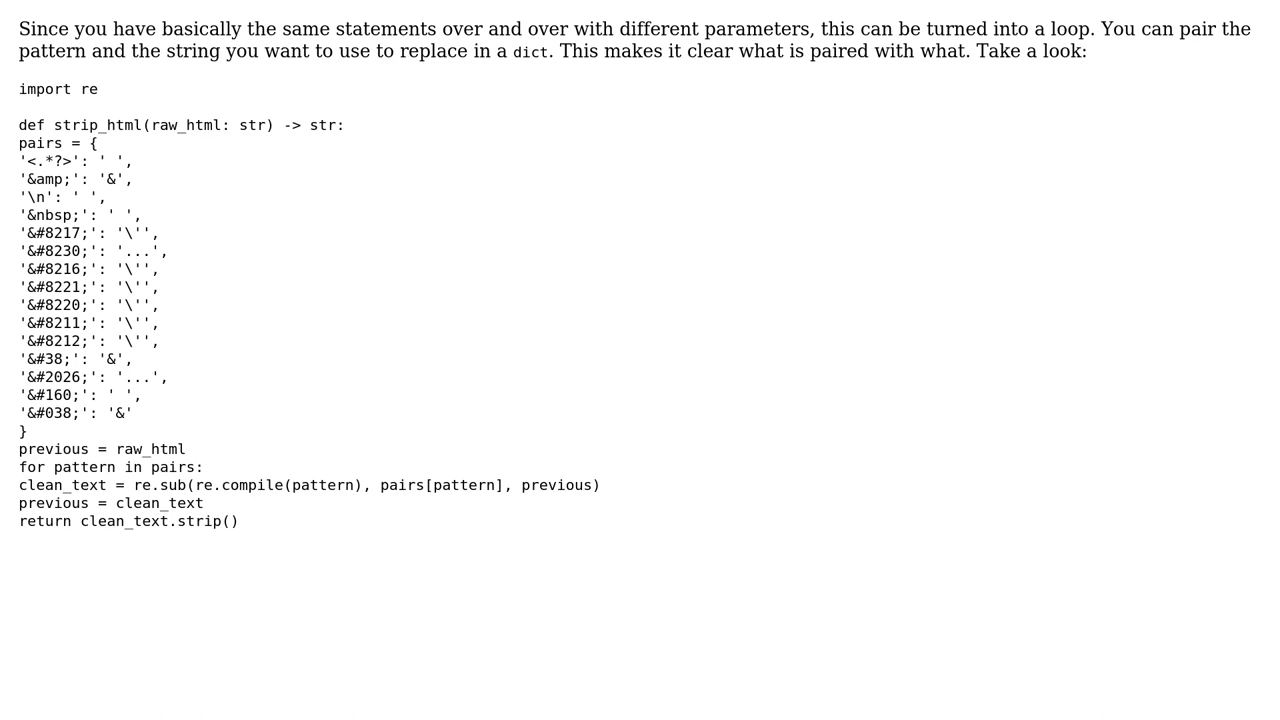 Since you have basically the same statements over and over with different parameters, this can be turned into a loop. You can pair the
pattern and the string you want to use to replace in a dict. This makes it clear what is paired with what. Take a look:
import re
def strip_html(raw_html: str) -> str:
pairs = {
'<.*?>': ' ',
'&amp;': '&',
'\n': ' ',
'&nbsp;': ' ',
'&#8217;': '\'',
'&#8230;': '...',
'&#8216;': '\'',
'&#8221;': '\'',
'&#8220;': '\'',
'&#8211;': '\'',
'&#8212;': '\'',
'&#38;': '&',
'&#2026;': '...',
'&#160;': ' ',
'&#038;': '&'
}
previous = raw_html
for pattern in pairs:
clean_text = re.sub(re.compile(pattern), pairs[pattern], previous)
previous = clean_text
return clean_text.strip()